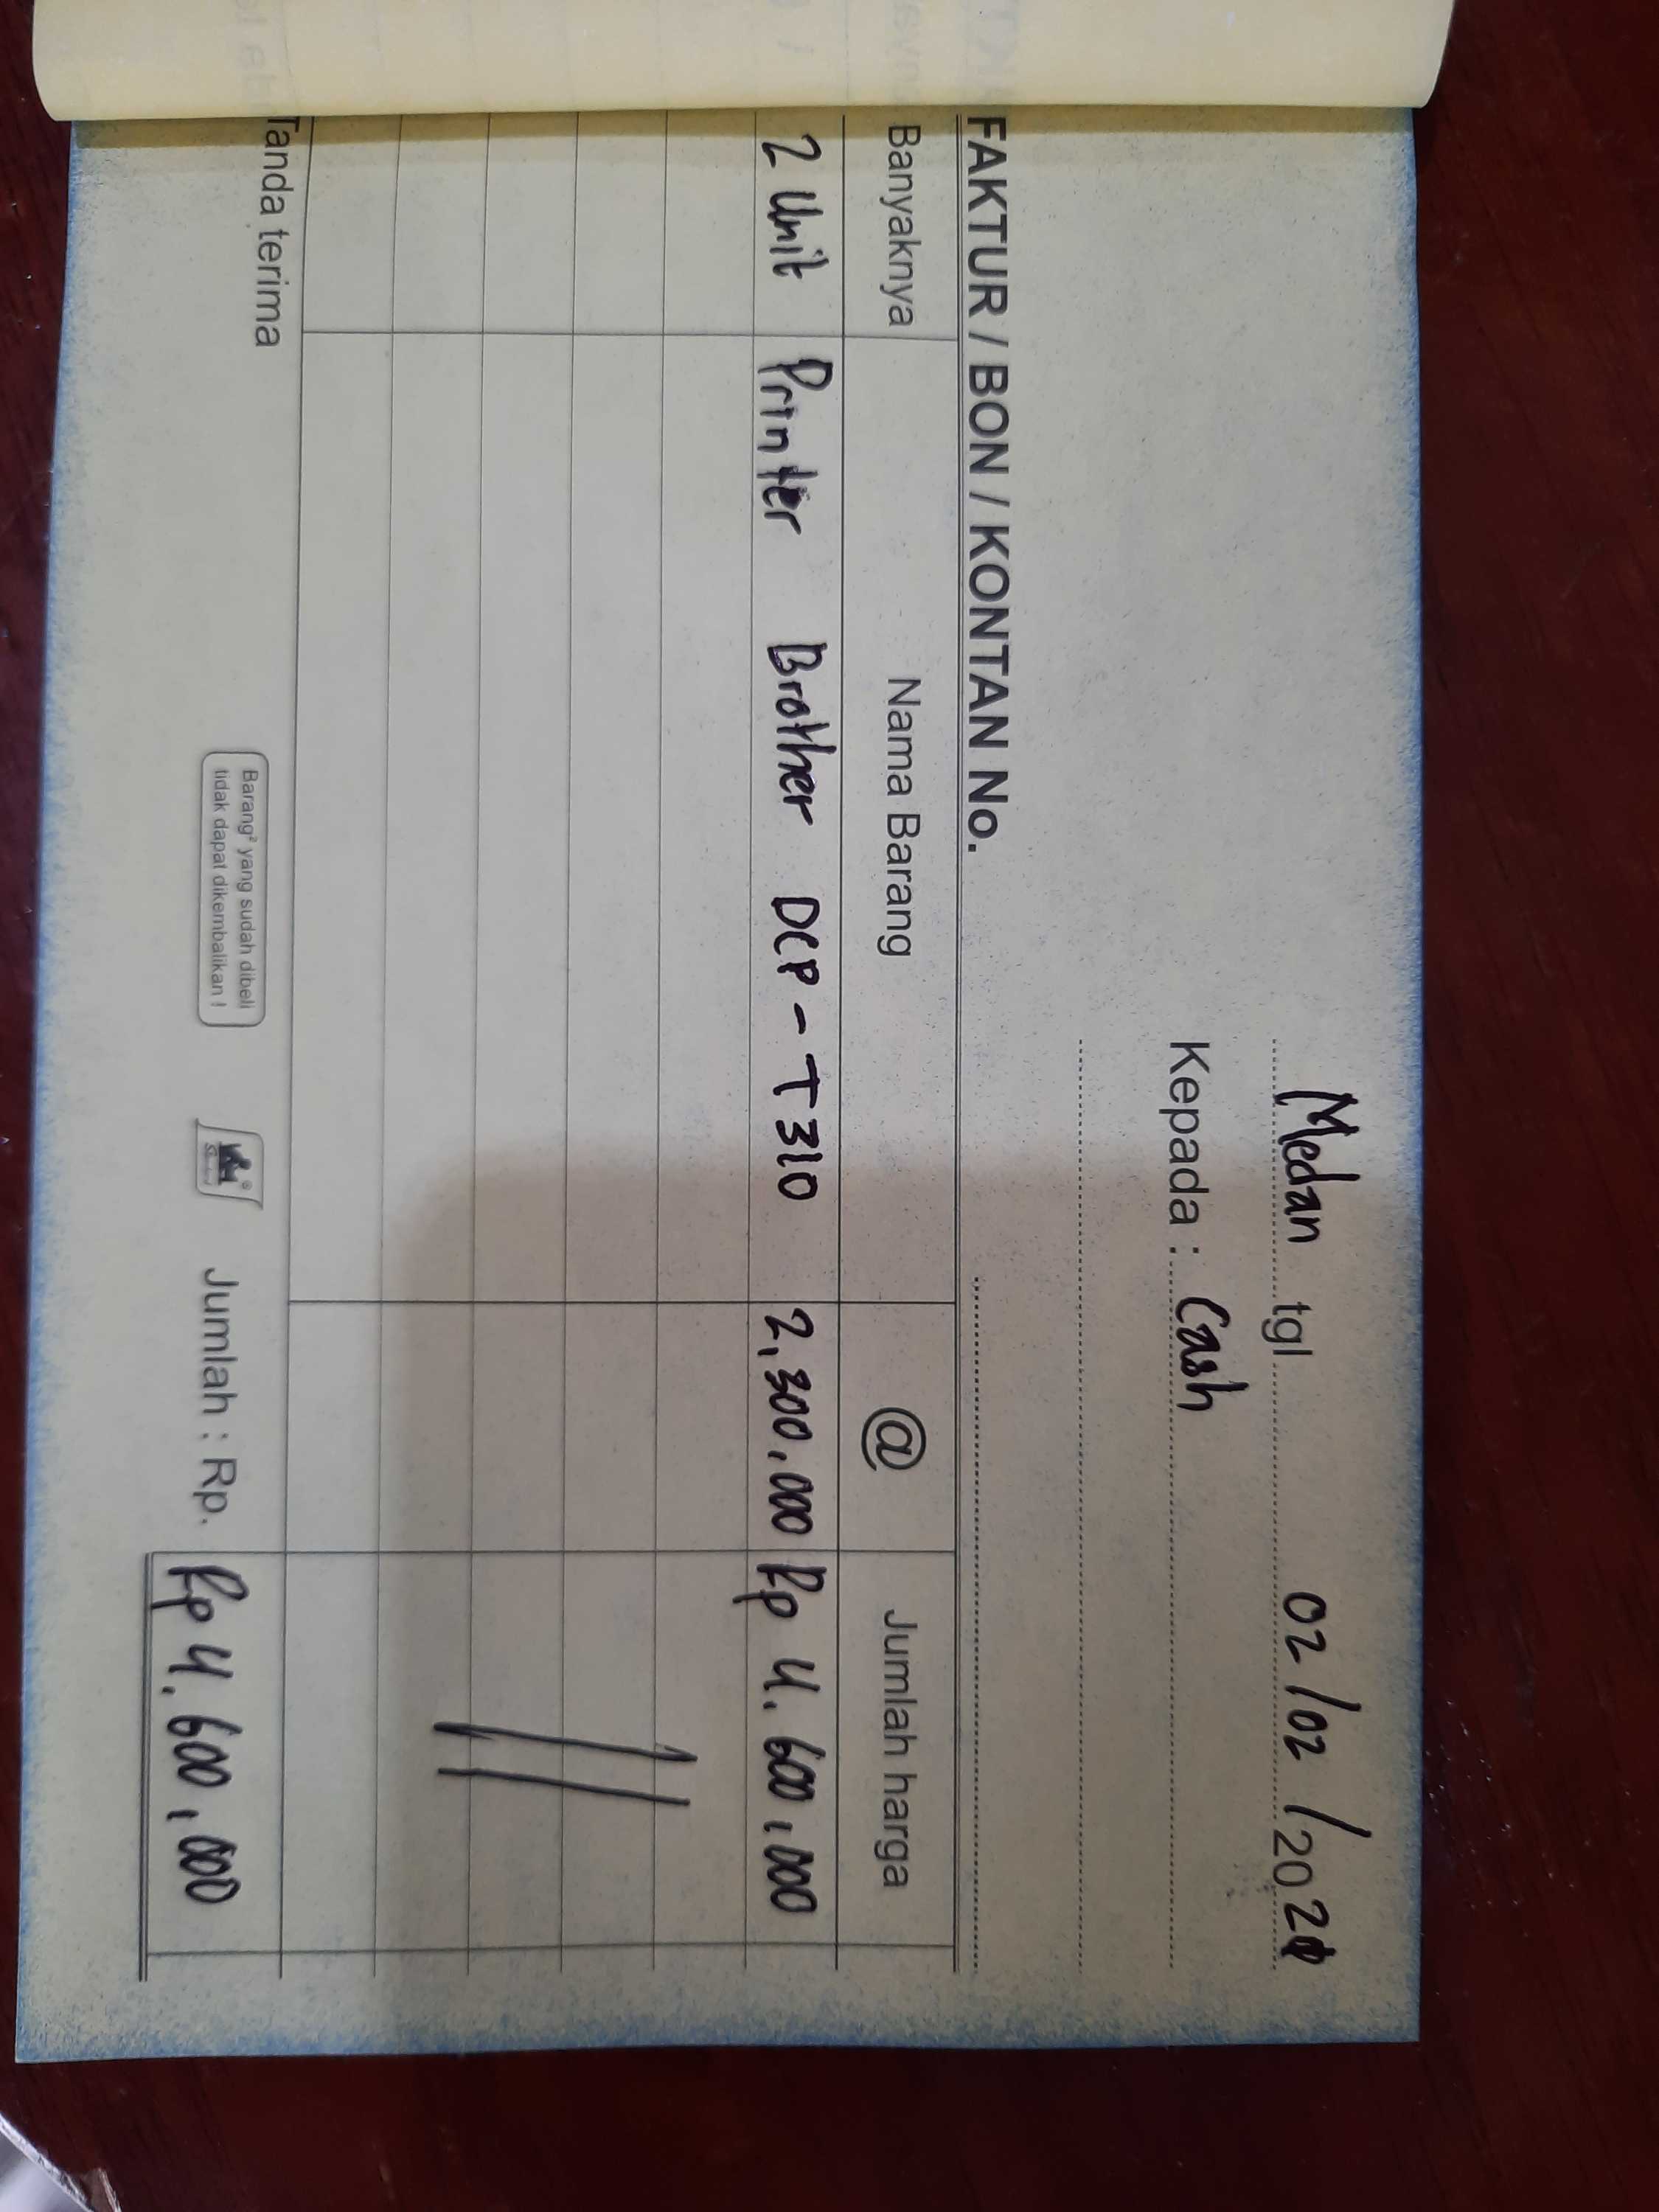 Medan tgl 02/02/2021
Kepada : Cash
FAKTUR / BON / KONTAN No.
Banyaknya Nama Barang @ Jumlah harga
2 Unit Printer Brother DCP-T310 2,300.000 Rp 4.600,000
Tanda terima
Barang² yang sudah dibeli
tidak dapat dikembalikan !
Jumlah : Rp. Rp 4.600,000